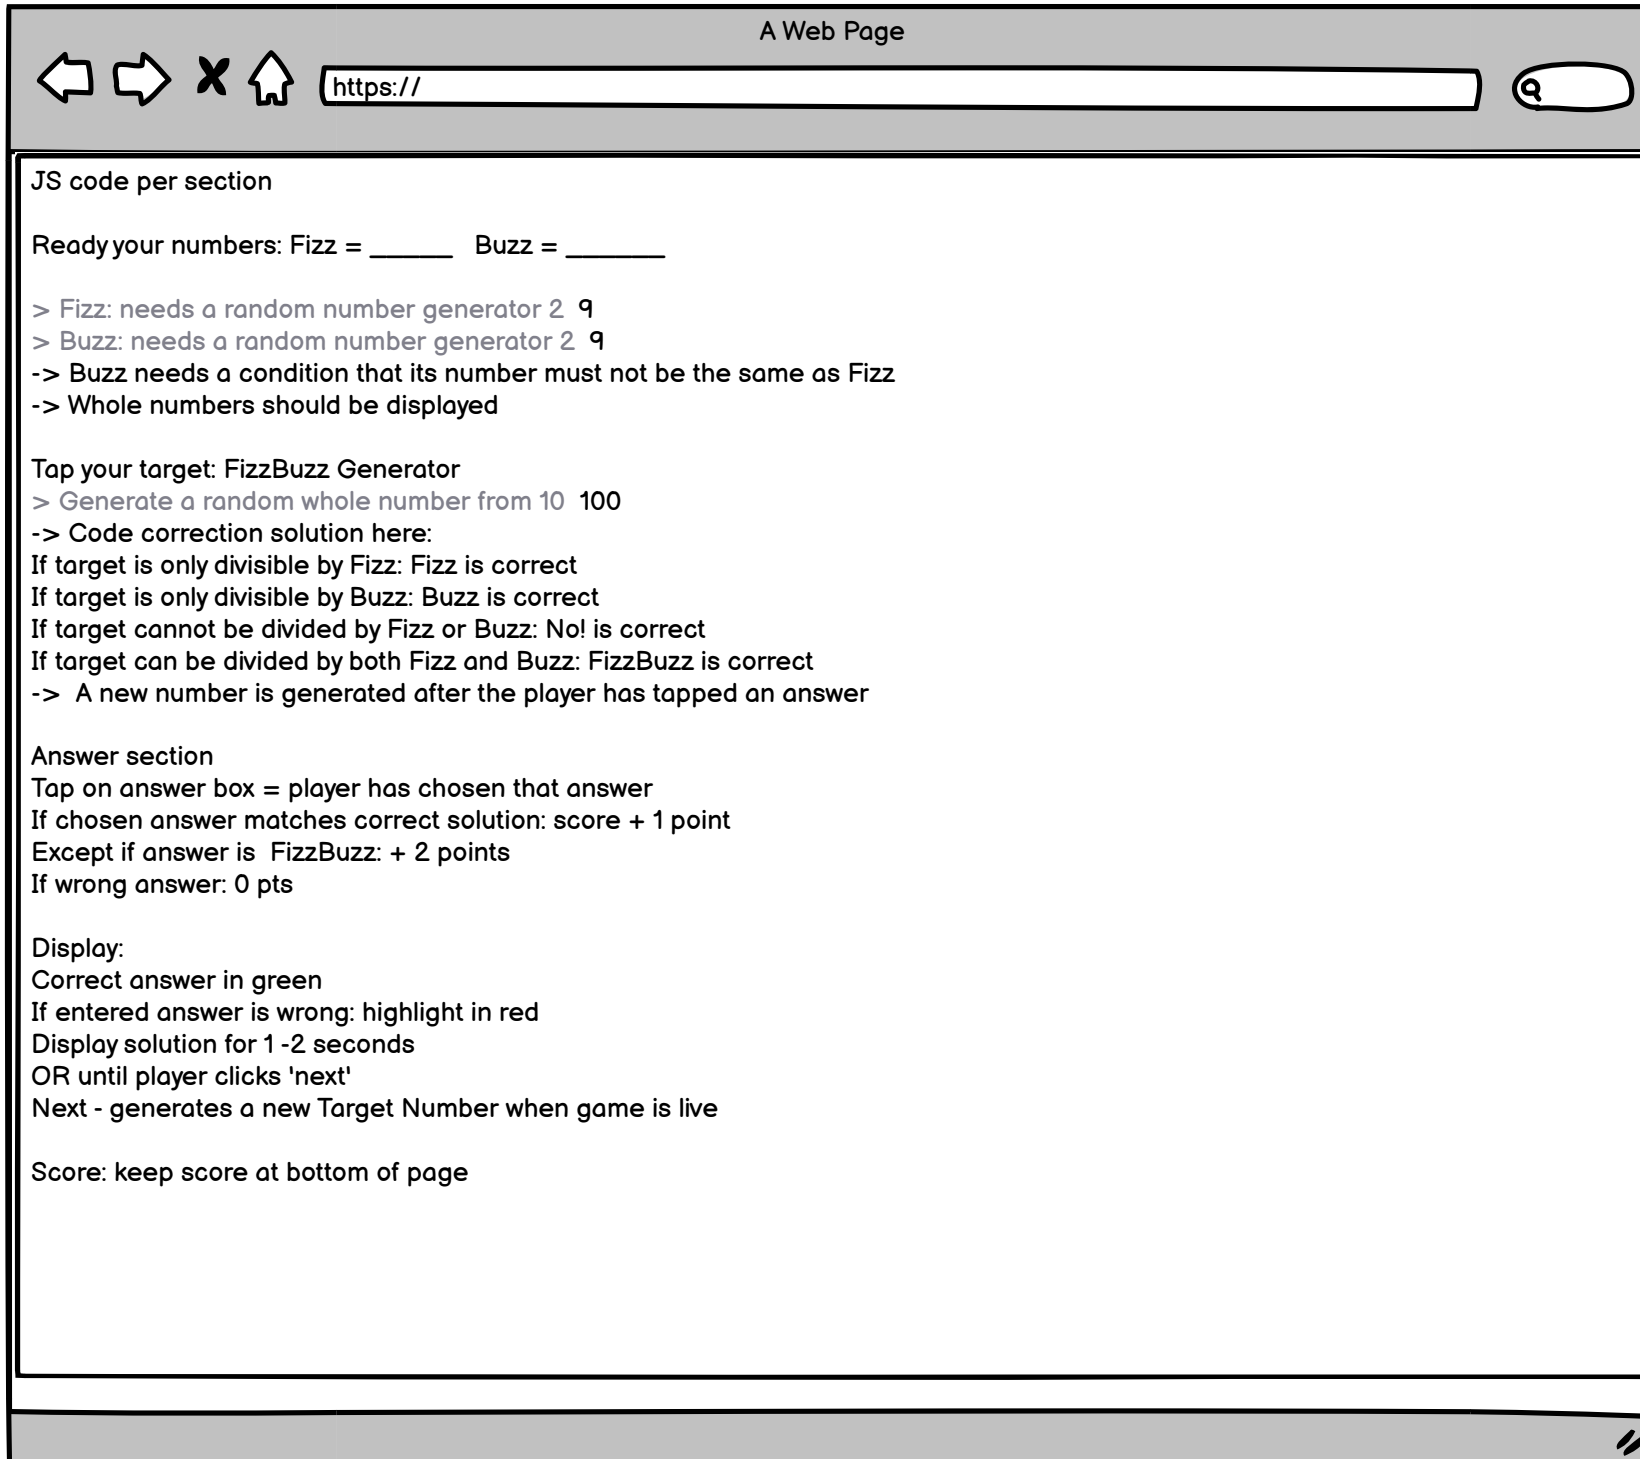 A Web Page
https://
JS code per section
Ready your numbers: Fizz = _____ Buzz = ______
> Fizz: needs a random number generator 2 9
> Buzz: needs a random number generator 2 9
-> Buzz needs a condition that its number must not be the same as Fizz
-> Whole numbers should be displayed
Tap your target: FizzBuzz Generator
> Generate a random whole number from 10 100
-> Code correction solution here:
If target is only divisible by Fizz: Fizz is correct
If target is only divisible by Buzz: Buzz is correct
If target cannot be divided by Fizz or Buzz: No! is correct
If target can be divided by both Fizz and Buzz: FizzBuzz is correct
-> A new number is generated after the player has tapped an answer
Answer section
Tap on answer box = player has chosen that answer
If chosen answer matches correct solution: score + 1 point
Except if answer is FizzBuzz: + 2 points
If wrong answer: 0 pts
Display:
Correct answer in green
If entered answer is wrong: highlight in red
Display solution for 1 -2 seconds
OR until player clicks 'next'
Next - generates a new Target Number when game is live
Score: keep score at bottom of page